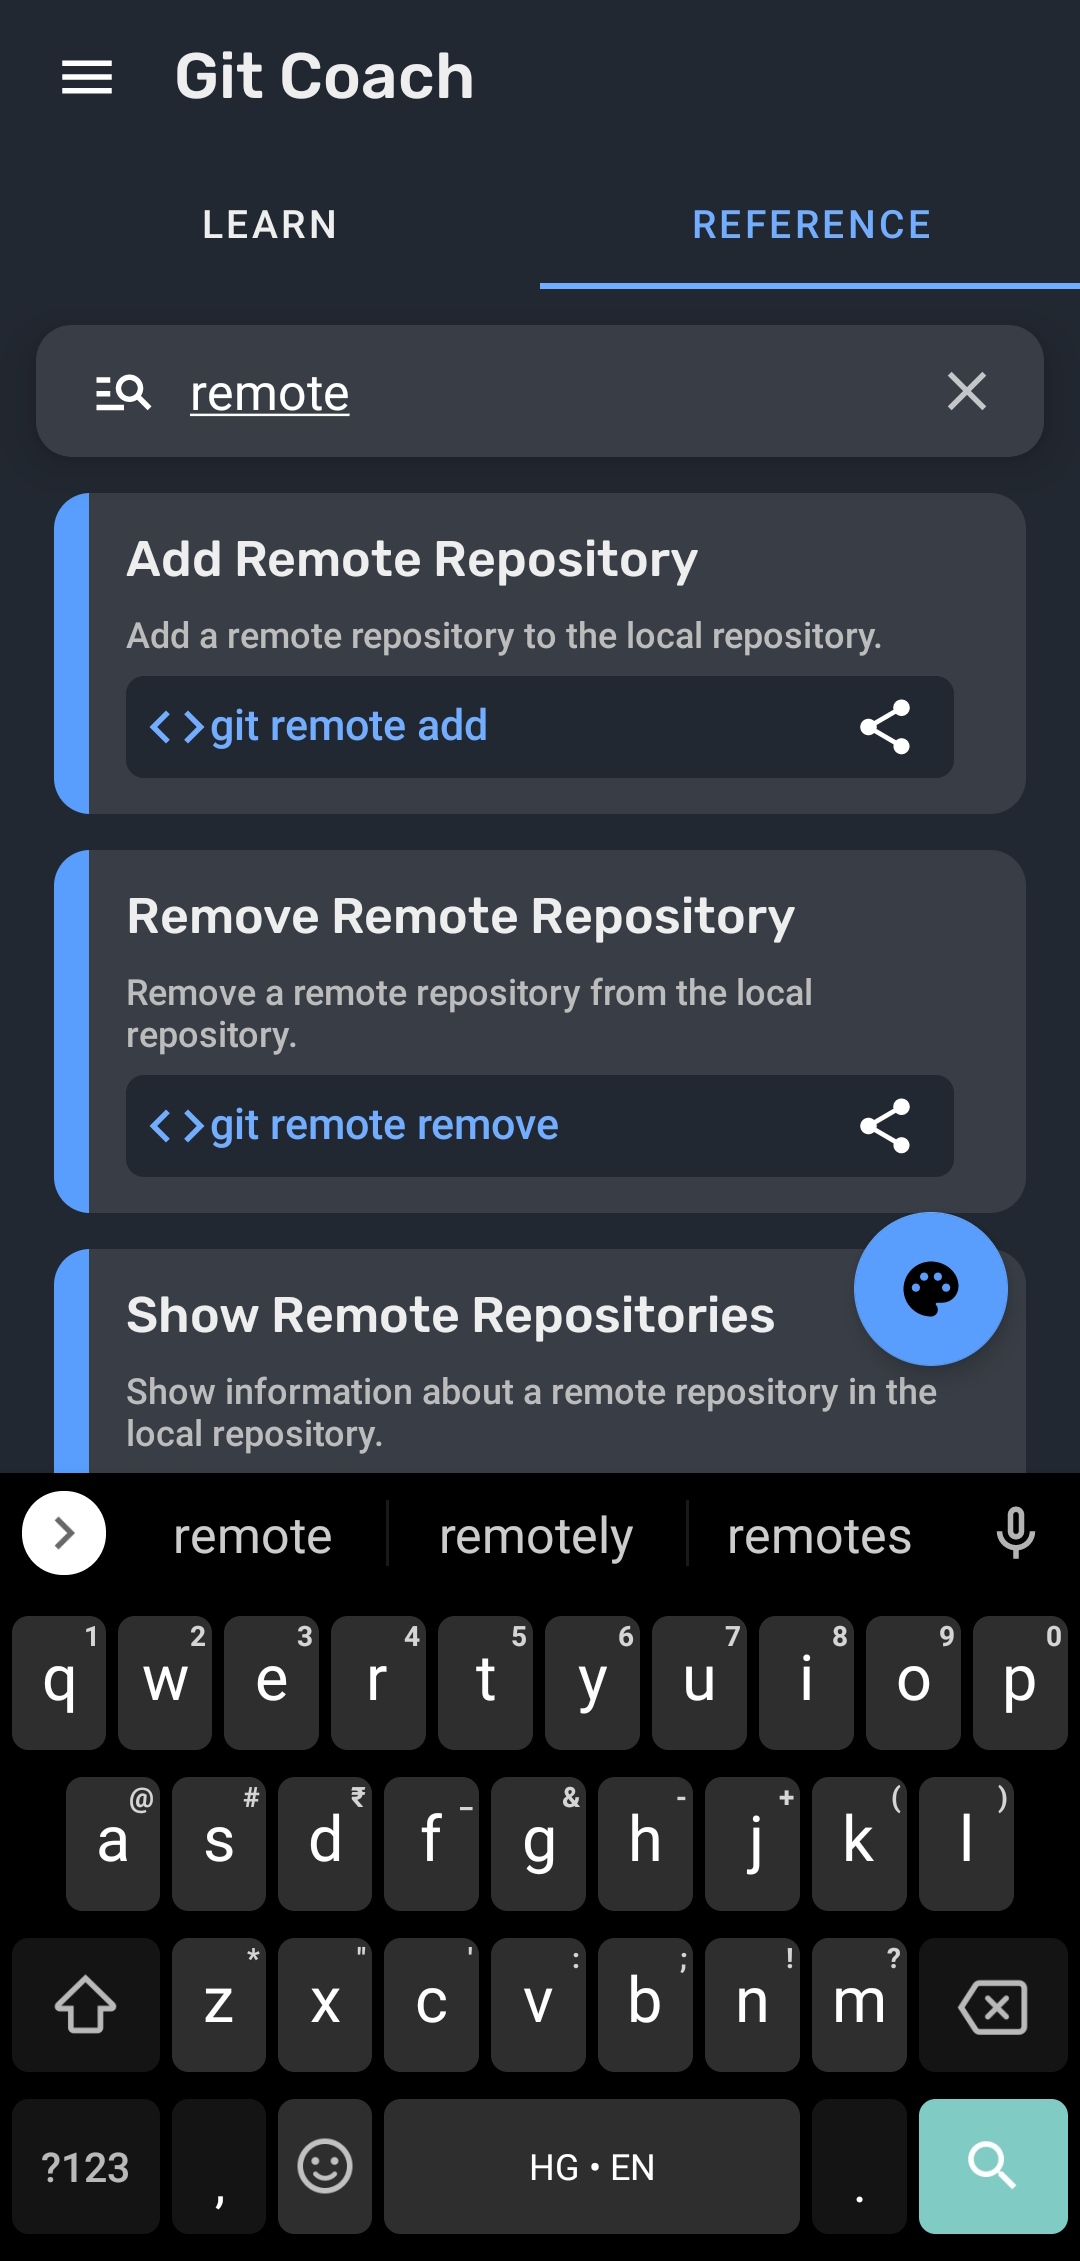 Git Coach
LEARN
REFERENCE
remote
Add Remote Repository
Add a remote repository to the local repository.
<> git remote add
Remove Remote Repository
Remove a remote repository from the local
repository.
<> git remote remove
Show Remote Repositories
Show information about a remote repository in the
local repository.
remote remotely remotes
1 2 3 4 5 6 7 8 9 0
q w e r t y u i o p
@ # ₹ _ & - + ( )
a s d f g h j k l
* " ' : ; ! ?
z x c v b n m
?123 , HG • EN .